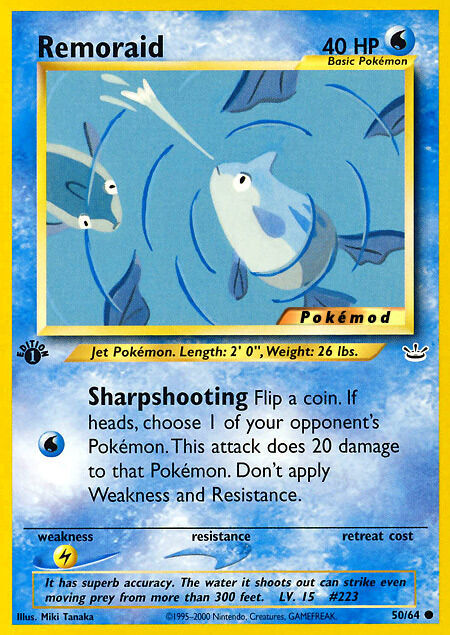 Remoraid
40 HP
Basic Pokémon
Pokémod
EDITION
1
Jet Pokémon. Length: 2' 0", Weight: 26 lbs.
Sharpshooting Flip a coin. If
heads, choose 1 of your opponent's
Pokémon. This attack does 20 damage
to that Pokémon. Don't apply
Weakness and Resistance.
weakness resistance retreat cost
It has superb accuracy. The water it shoots out can strike even
moving prey from more than 300 feet. LV. 15 #223
Illus. Miki Tanaka ©1995-2000 Nintendo, Creatures, GAMEFREAK. 50/64